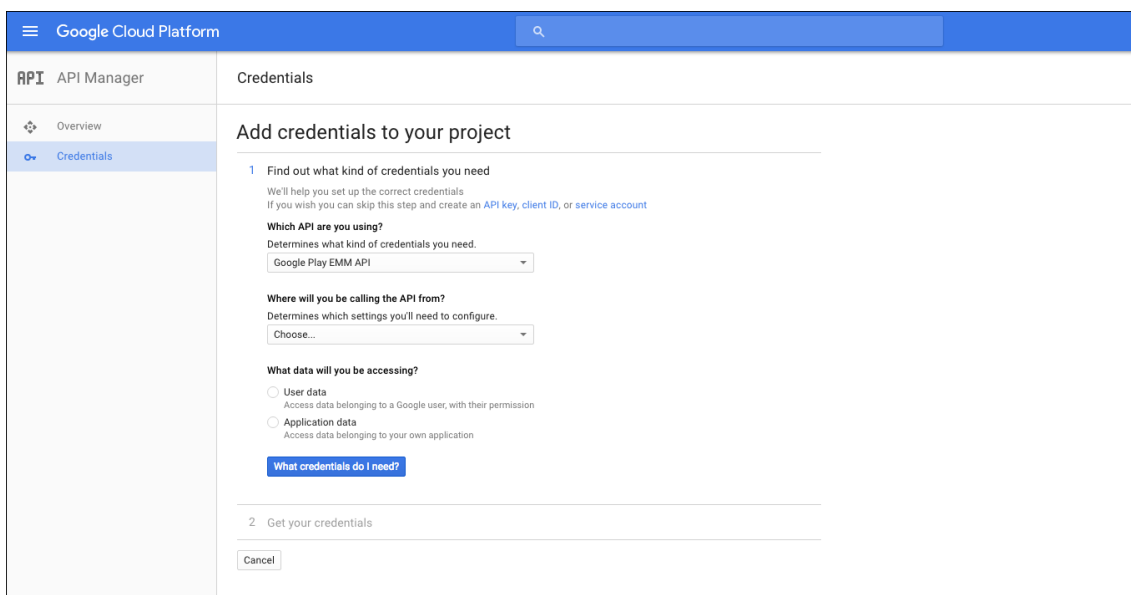 Google Cloud Platform
API API Manager
Credentials
Overview
Credentials
Add credentials to your project
1 Find out what kind of credentials you need
We'll help you set up the correct credentials
If you wish you can skip this step and create an API key, client ID, or service account
Which API are you using?
Determines what kind of credentials you need.
Google Play EMM API
Where will you be calling the API from?
Determines which settings you'll need to configure.
Choose...
What data will you be accessing?
User data
Access data belonging to a Google user, with their permission
Application data
Access data belonging to your own application
What credentials do I need?
2 Get your credentials
Cancel